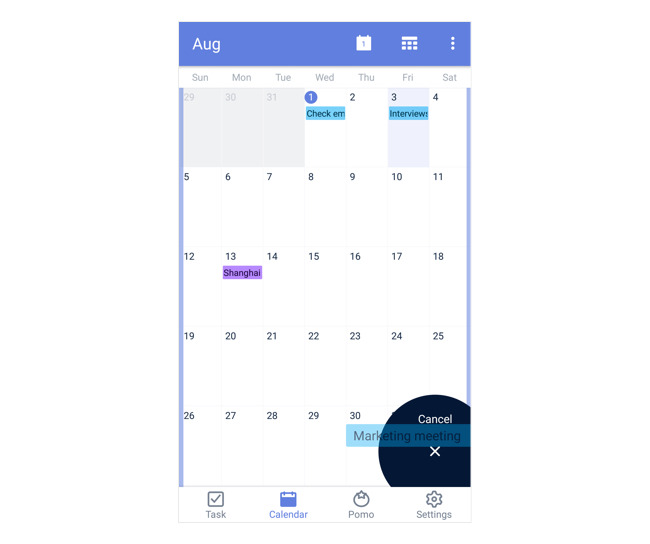 Aug 1
Sun Mon Tue Wed Thu Fri Sat
29 30 31 1 2 3 4
Check em Interviews
5 6 7 8 9 10 11
12 13 14 15 16 17 18
Shanghai
19 20 21 22 23 24 25
26 27 28 29 30
Cancel
Marketing meeting
Task Calendar Pomo Settings